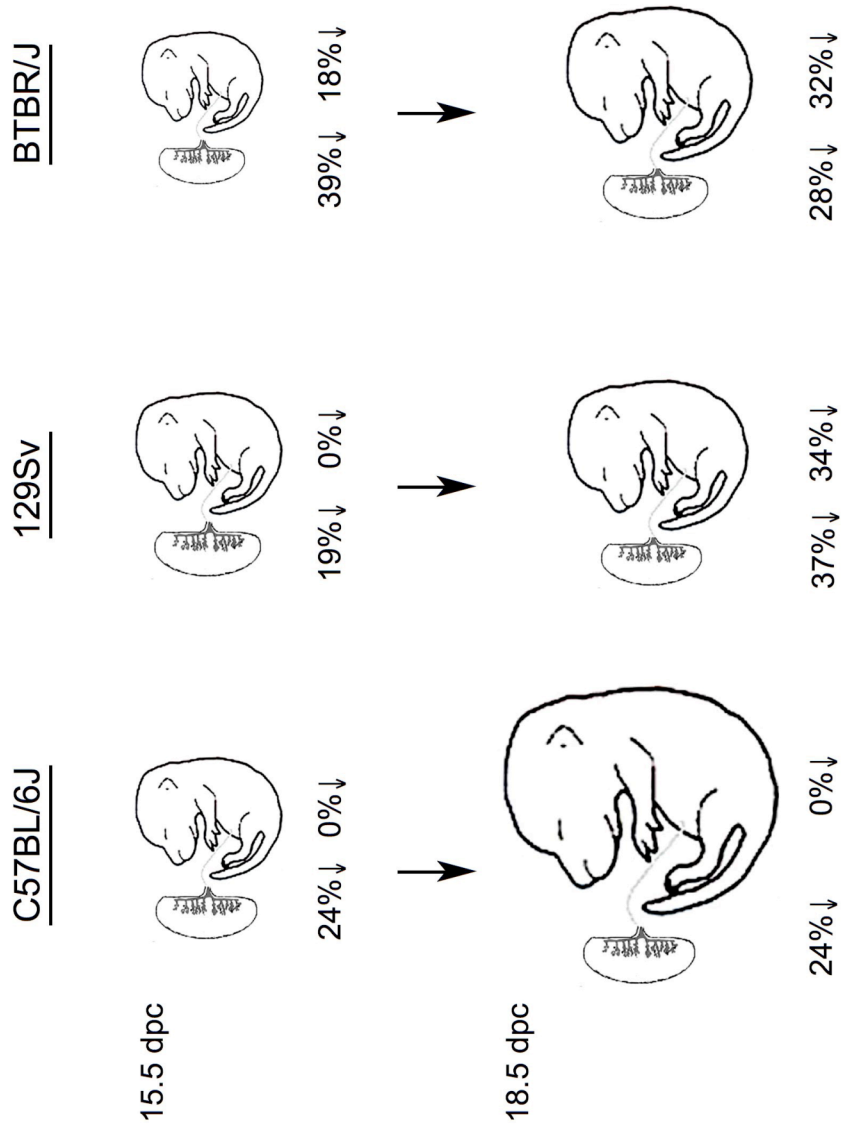 C57BL/6J 129Sv BTBR/J
15.5 dpc
24%↓ 0%↓ 19%↓ 0%↓ 39%↓ 18%↓
18.5 dpc
24%↓ 0%↓ 37%↓ 34%↓ 28%↓ 32%↓